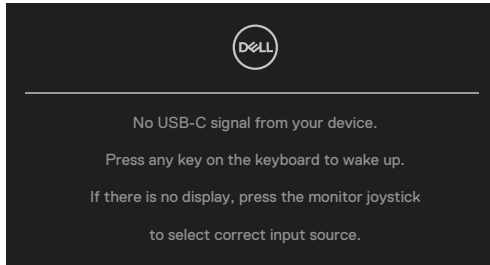 DELL
No USB-C signal from your device.
Press any key on the keyboard to wake up.
If there is no display, press the monitor joystick
to select correct input source.